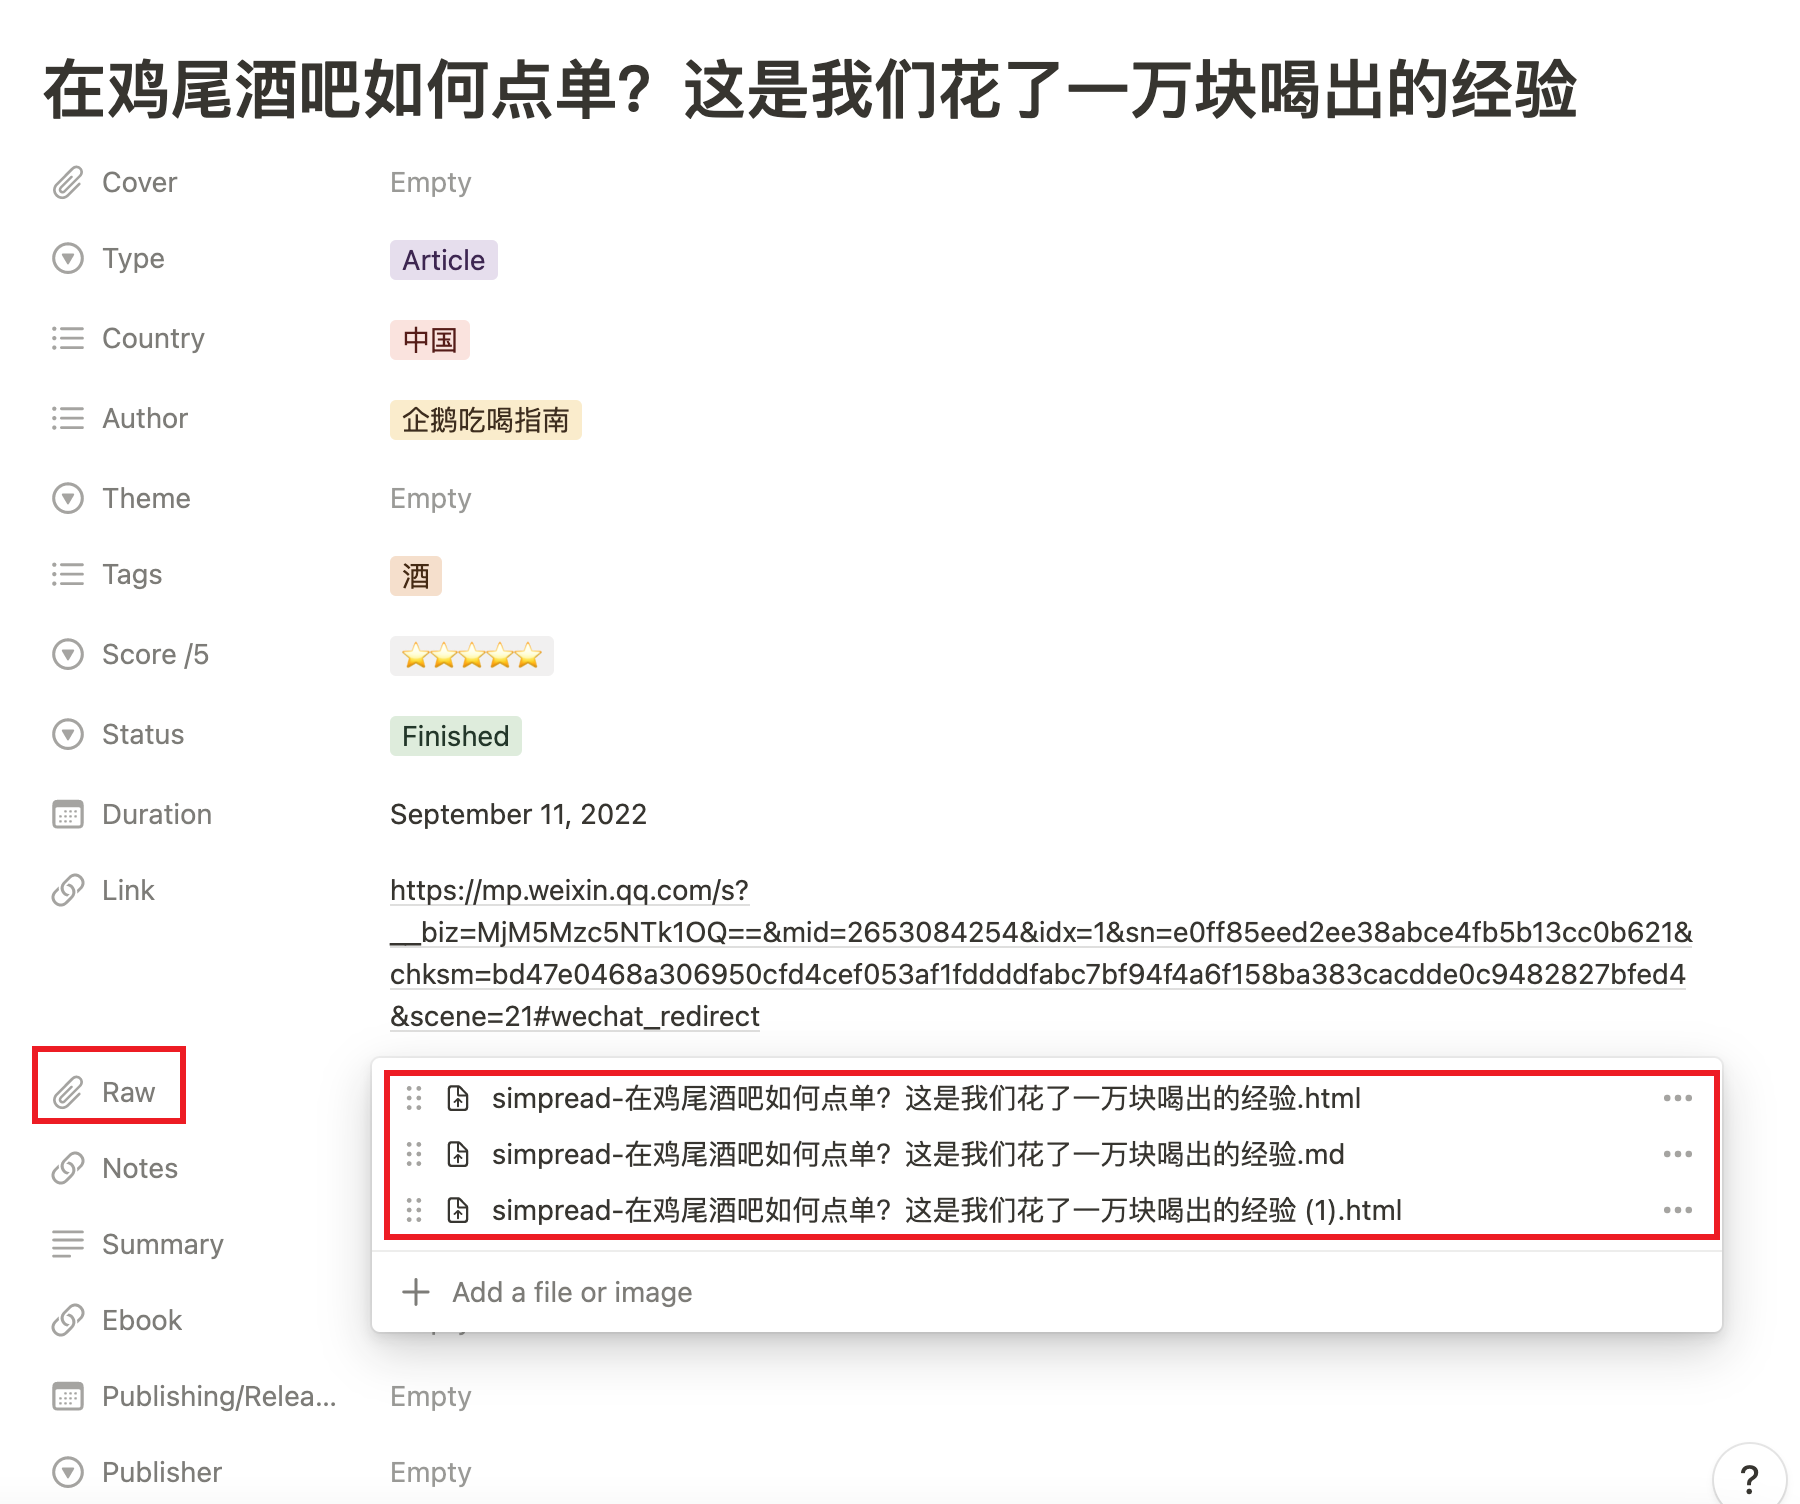 在鸡尾酒吧如何点单？这是我们花了一万块喝出的经验
Cover
Empty
Type
Article
Country
中国
Author
企鹅吃喝指南
Theme
Empty
Tags
酒
Score /5
⭐⭐⭐⭐⭐
Status
Finished
Duration
September 11, 2022
Link
https://mp.weixin.qq.com/s?
__biz=MjM5Mzc5NTk1OQ==&mid=2653084254&idx=1&sn=e0ff85eed2ee38abce4fb5b13cc0b621&
chksm=bd47e0468a306950cfd4cef053af1fddddfabc7bf94f4a6f158ba383cacdde0c9482827bfed4
&scene=21#wechat_redirect
Raw
simpread-在鸡尾酒吧如何点单？这是我们花了一万块喝出的经验.html
simpread-在鸡尾酒吧如何点单？这是我们花了一万块喝出的经验.md
simpread-在鸡尾酒吧如何点单？这是我们花了一万块喝出的经验 (1).html
Notes
Summary
Add a file or image
Ebook
Publishing/Relea...
Empty
Publisher
Empty
?